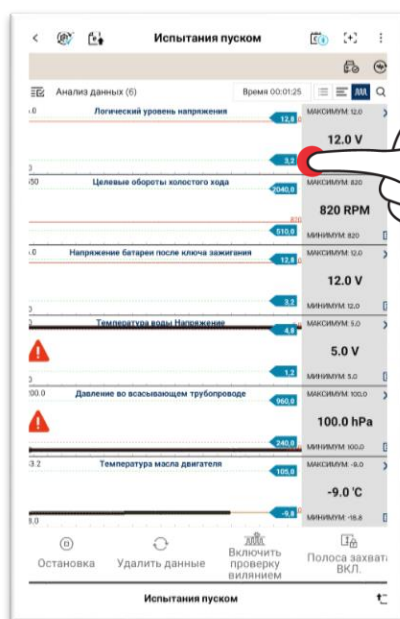 Испытания пуском
Анализ данных (6)
Время 00:01:25
Логический уровень напряжения
12,8
3,2
МАКСИМУМ: 12.0
12.0 V
Целевые обороты холостого хода
2040,0
820
510,0
МАКСИМУМ: 820
820 RPM
МИНИМУМ: 820
Напряжение батареи после ключа зажигания
12,8
3,2
МАКСИМУМ: 12.0
12.0 V
МИНИМУМ: 12.0
Температура воды Напряжение
4,8
1,2
МАКСИМУМ: 5.0
5.0 V
МИНИМУМ: 5.0
Давление во всасывающем трубопроводе
960,0
240,0
МАКСИМУМ: 100.0
100.0 hPa
МИНИМУМ: 100.0
Температура масла двигателя
105,0
-9,8
МАКСИМУМ: -9.0
-9.0 °C
МИНИМУМ: -16.8
Остановка
Удалить данные
Включить
проверку
вилянием
Полоса захвата
ВКЛ.
Испытания пуском